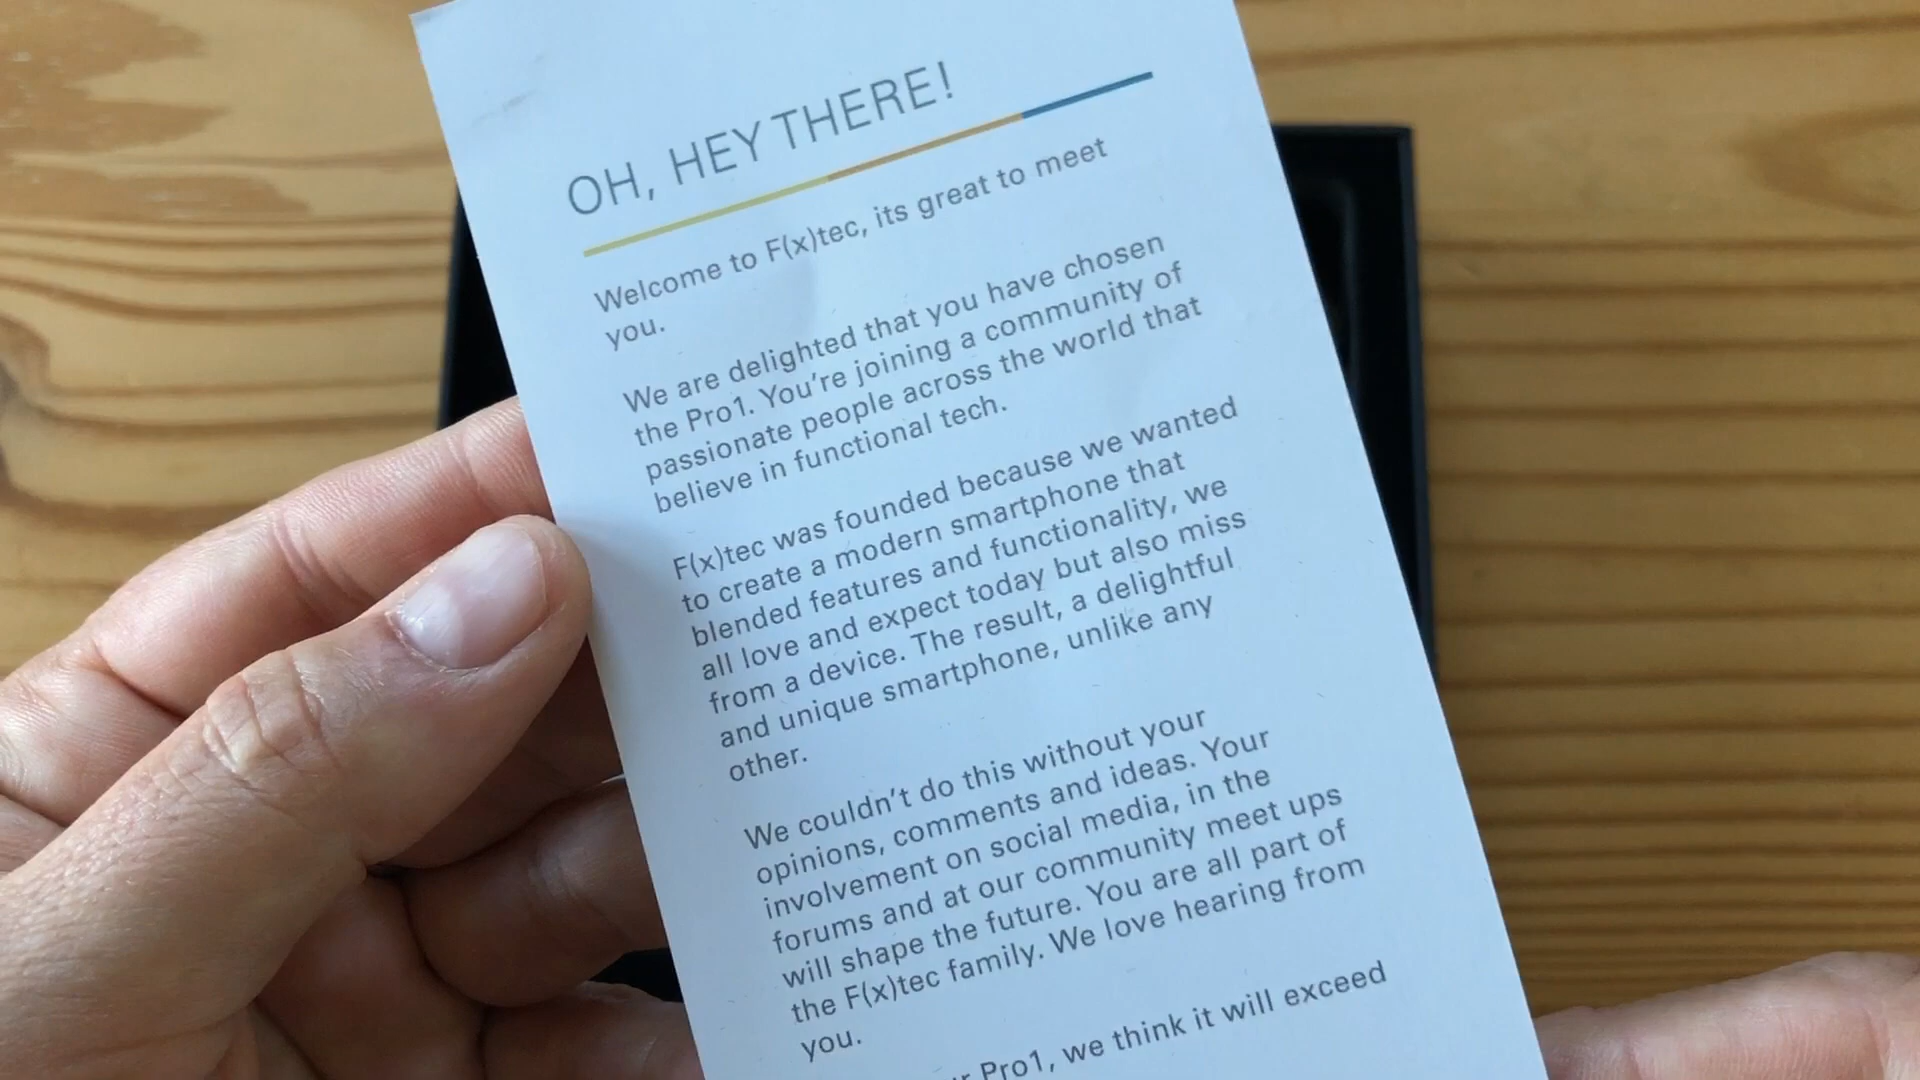 OH, HEY THERE!
Welcome to F(x)tec, its great to meet
you.
We are delighted that you have chosen
the Pro1. You're joining a community of
passionate people across the world that
believe in functional tech.
F(x)tec was founded because we wanted
to create a modern smartphone that
blended features and functionality, we
all love and expect today but also miss
from a device. The result, a delightful
and unique smartphone, unlike any
other.
We couldn't do this without your
opinions, comments and ideas. Your
involvement on social media, in the
forums and at our community meet ups
will shape the future. You are all part of
the F(x)tec family. We love hearing from
you.
Pro1, we think it will exceed